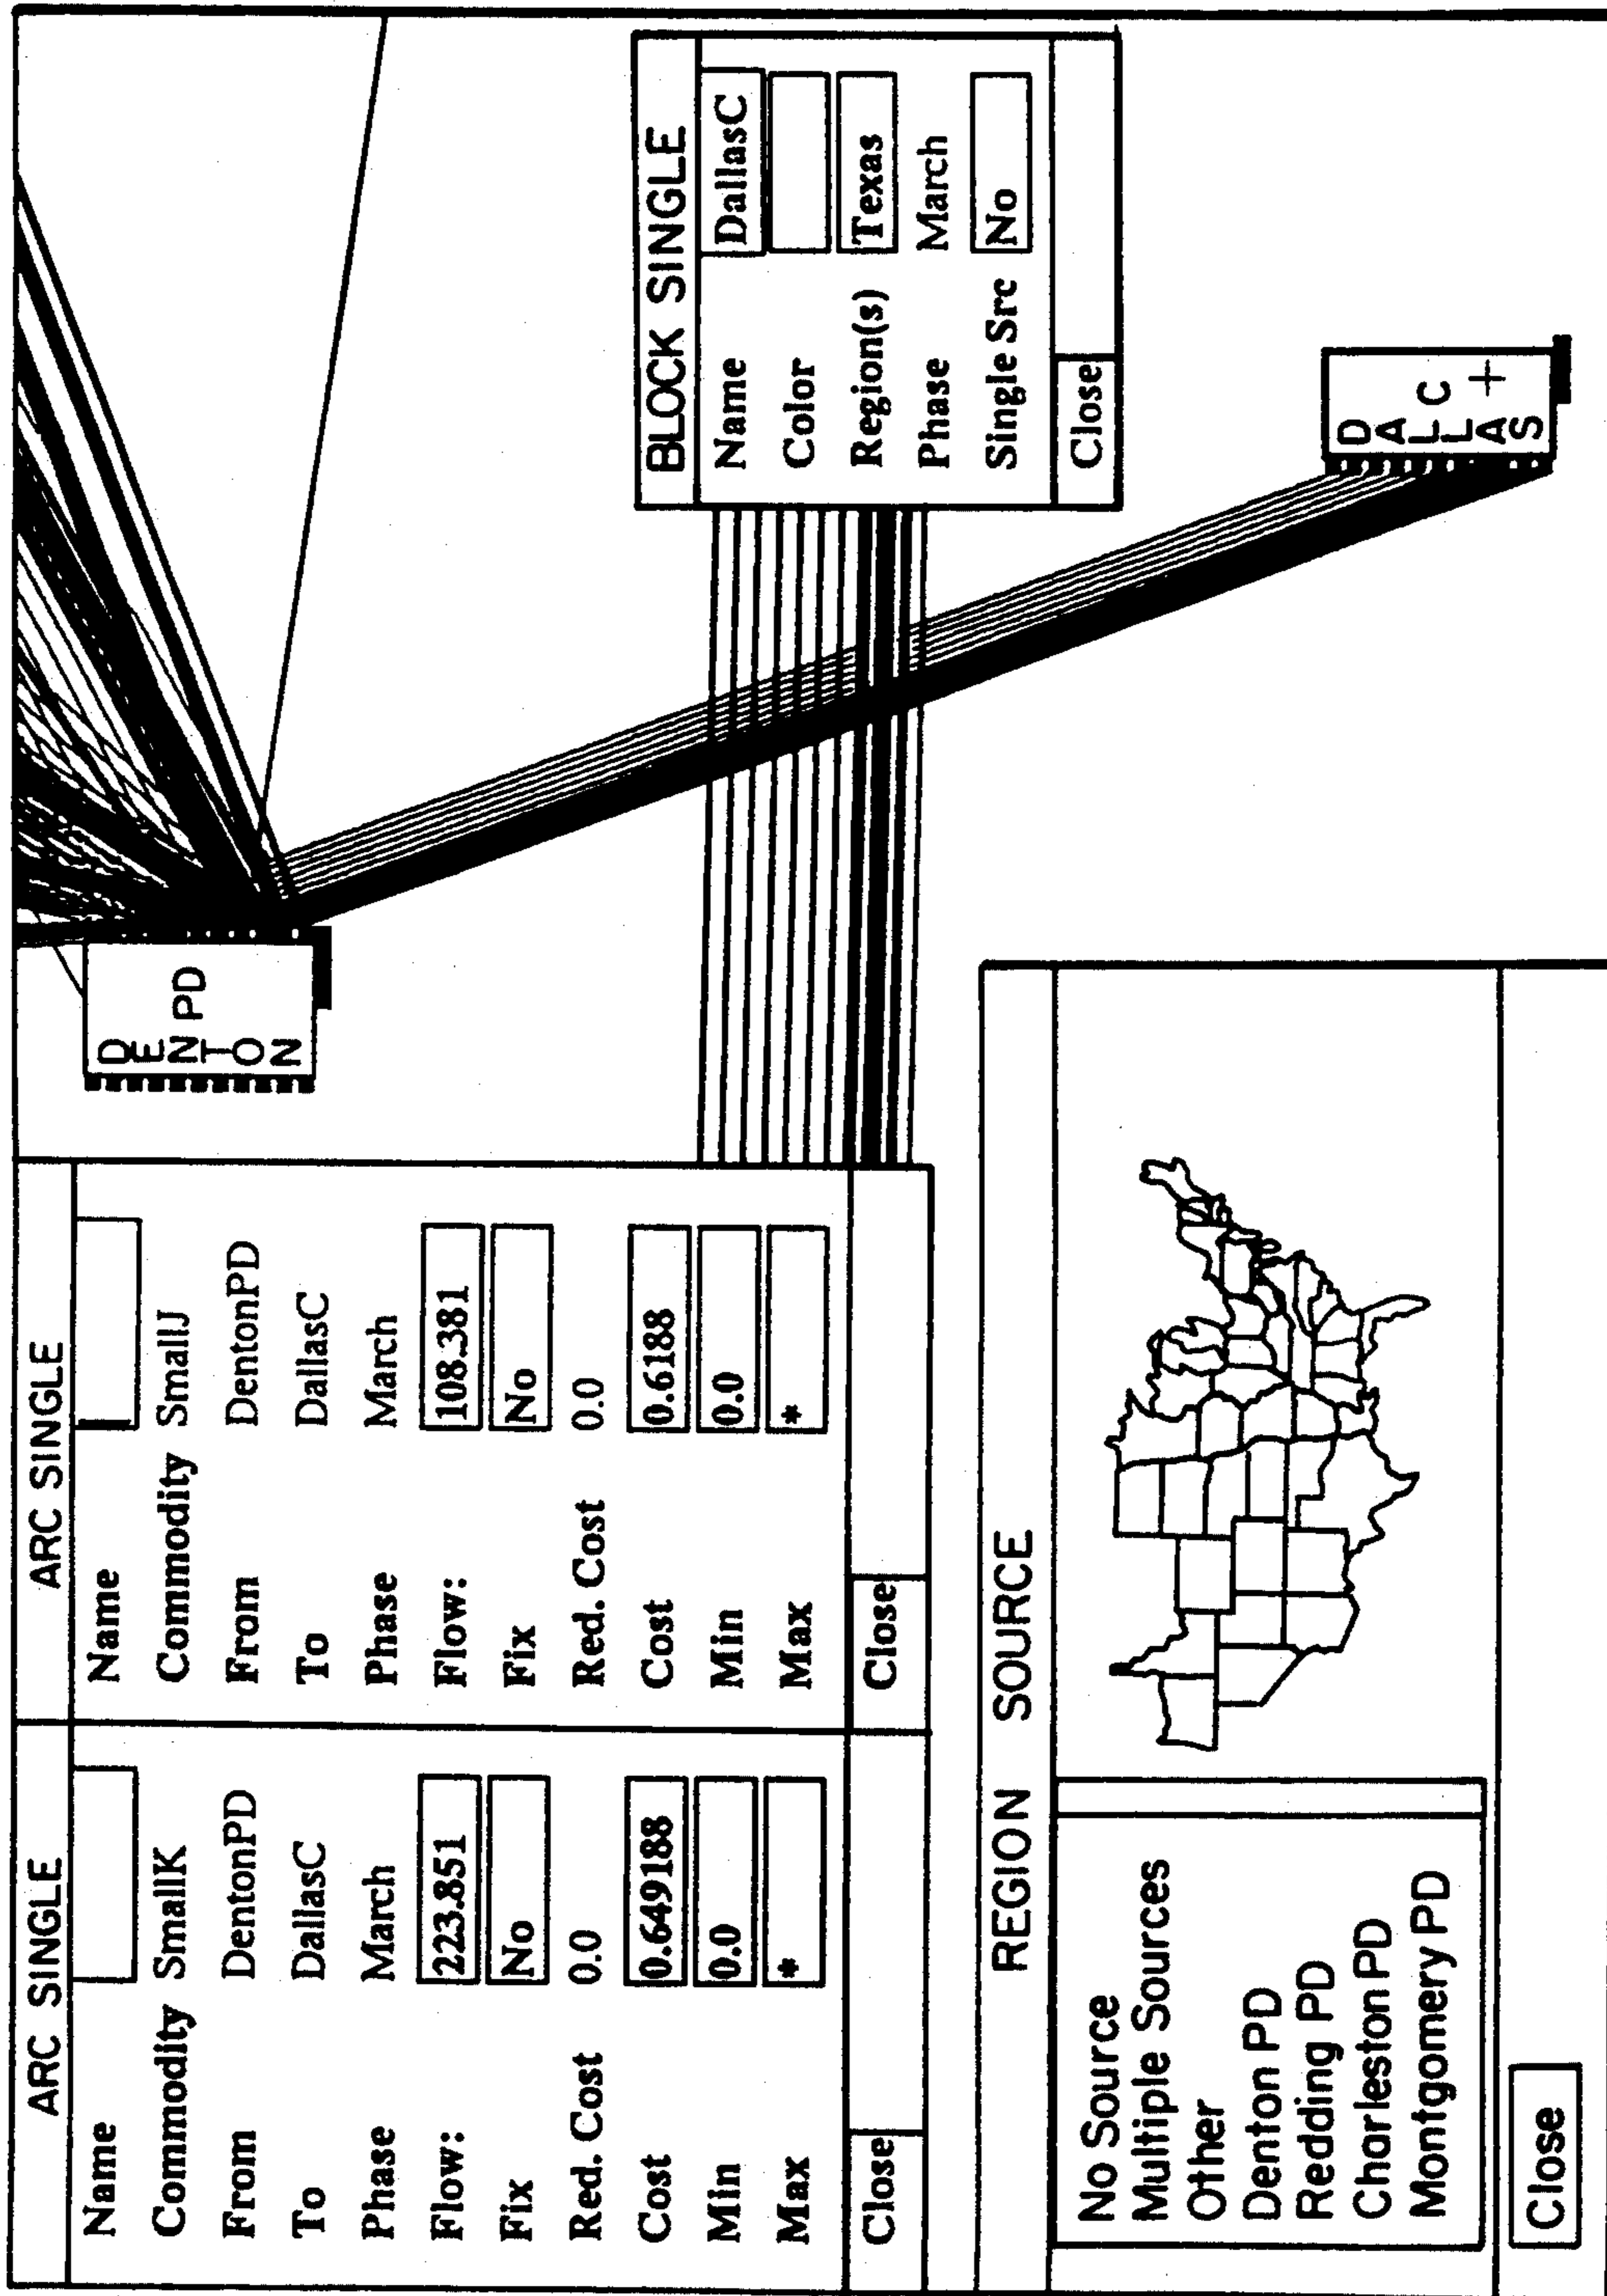 ARC SINGLE
Name
Commodity SmallK
From DentonPD
To DallasC
Phase March
Flow: 223.851
Fix No
Red. Cost 0.0
Cost 0.649188
Min 0.0
Max *
Close
ARC SINGLE
Name
Commodity SmallJ
From DentonPD
To DallasC
Phase March
Flow: 108.381
Fix No
Red. Cost 0.0
Cost 0.6188
Min 0.0
Max *
Close
DENTON PD
BLOCK SINGLE
Name DallasC
Color
Region(s) Texas
Phase March
Single Src No
Close
DALLAS C
+
REGION SOURCE
No Source
Multiple Sources
Other
Denton PD
Redding PD
Charleston PD
Montgomery PD
Close